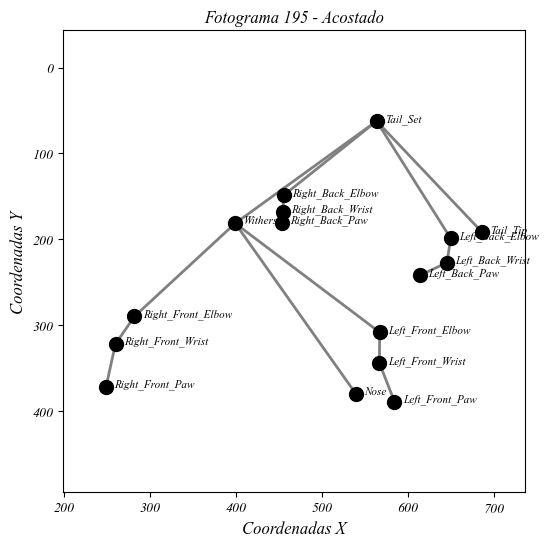 Fotograma 195 - Acostado
0
Tail_Set
100
Right_Back_Elbow
Right_Back_Wrist
Withers
Right_Back_Paw
Tail_Tip
Left_Back_Elbow
200
Left_Back_Wrist
Left_Back_Paw
Coordenadas Y
300
Right_Front_Elbow
Left_Front_Elbow
Right_Front_Wrist
Left_Front_Wrist
Right_Front_Paw
Nose
Left_Front_Paw
400
200 300 400 500 600 700
Coordenadas X